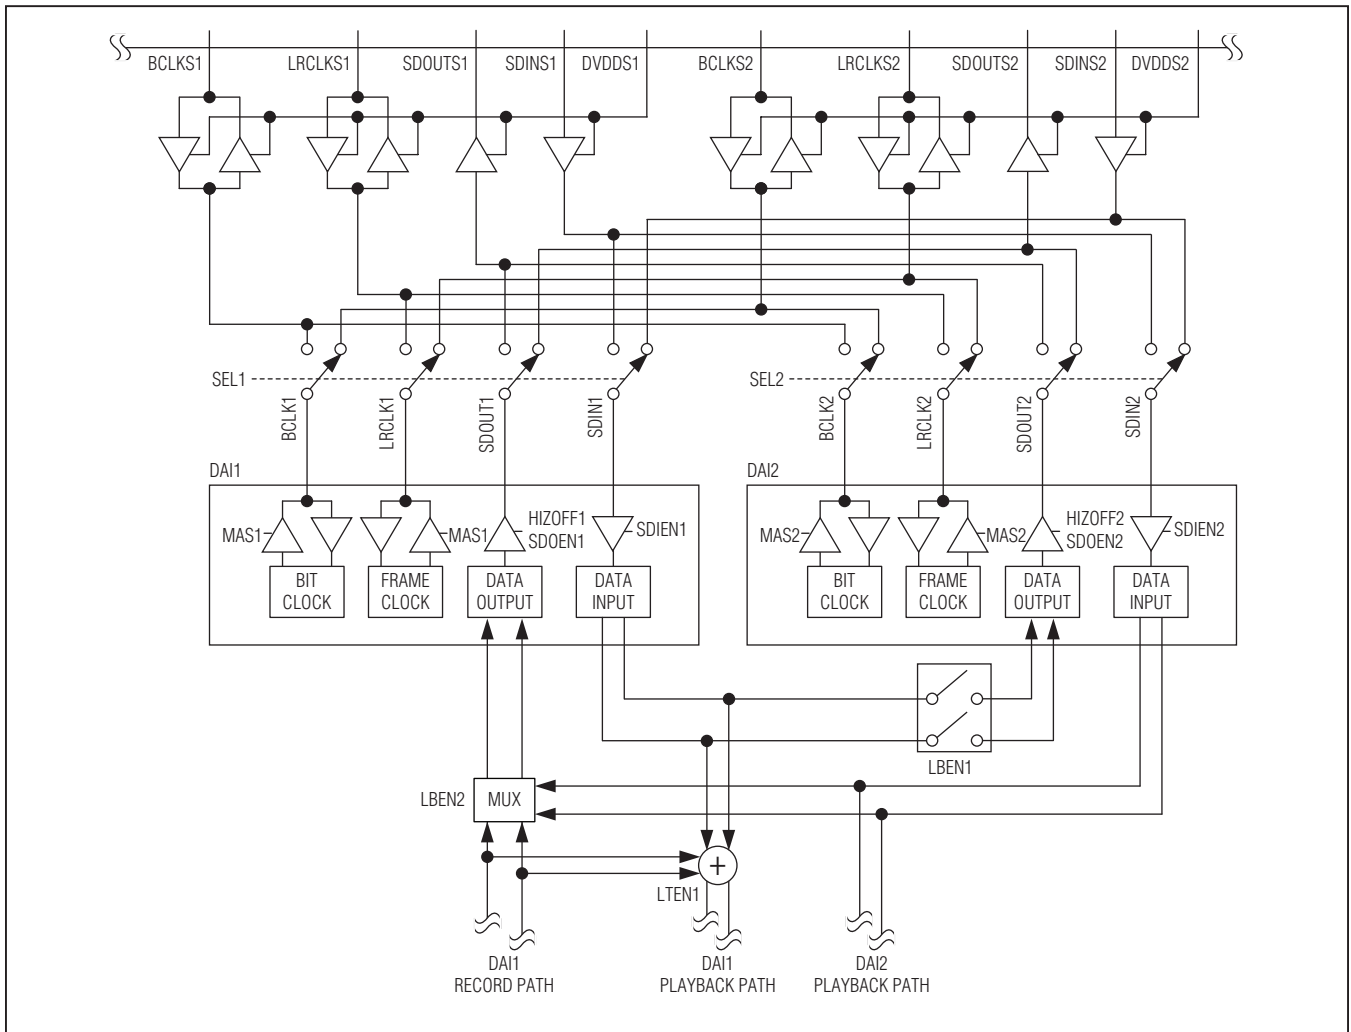 BCLKS1
LRCLKS1
SDOUTS1
SDINS1
DVDDS1
BCLKS2
LRCLKS2
SDOUTS2
SDINS2
DVDDS2
SEL1
SEL2
BCLK1
LRCLK1
SDOUT1
SDIN1
BCLK2
LRCLK2
SDOUT2
SDIN2
DAI1
DAI2
MAS1
MAS1
HIZOFF1
SDOEN1
SDIEN1
MAS2
MAS2
HIZOFF2
SDOEN2
SDIEN2
BIT
CLOCK
FRAME
CLOCK
DATA
OUTPUT
DATA
INPUT
BIT
CLOCK
FRAME
CLOCK
DATA
OUTPUT
DATA
INPUT
LBEN1
LBEN2
MUX
+
LTEN1
DAI1
RECORD PATH
DAI1
PLAYBACK PATH
DAI2
PLAYBACK PATH